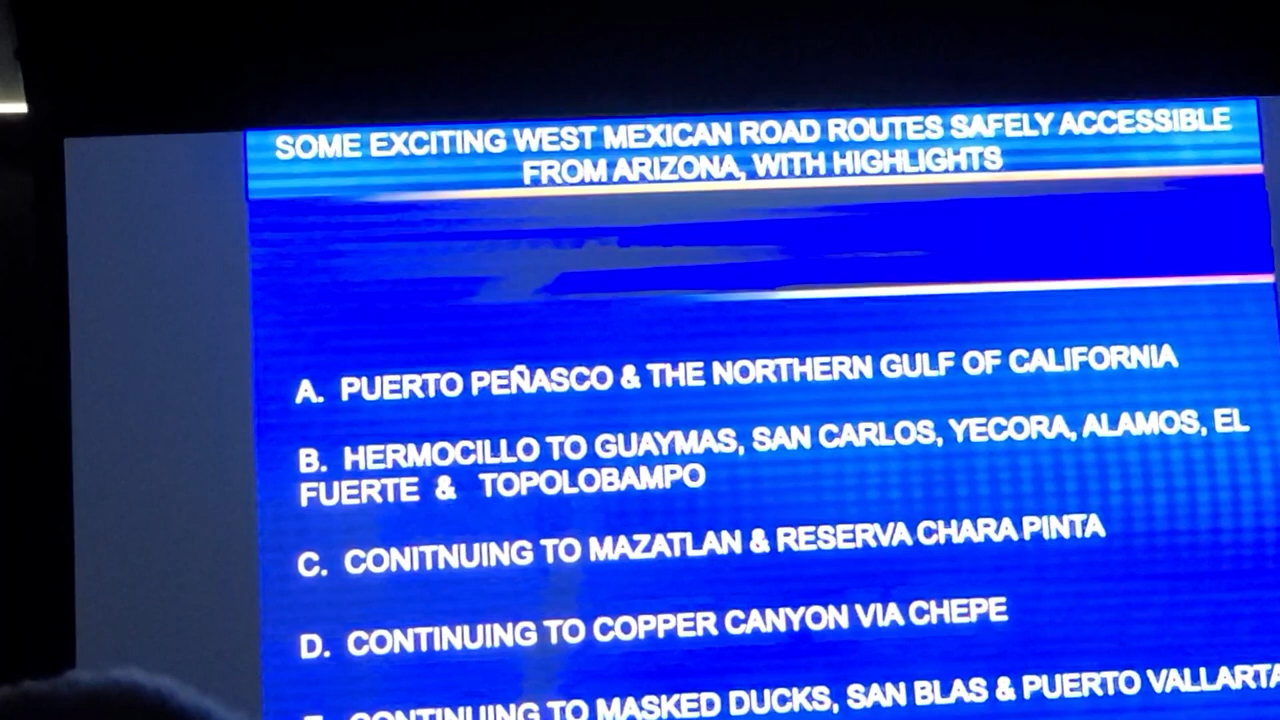 SOME EXCITING WEST MEXICAN ROAD ROUTES SAFELY ACCESSIBLE
FROM ARIZONA, WITH HIGHLIGHTS
A. PUERTO PEÑASCO & THE NORTHERN GULF OF CALIFORNIA
B. HERMOCILLO TO GUAYMAS, SAN CARLOS, YECORA, ALAMOS, EL
FUERTE & TOPOLOBAMPO
C. CONITNUING TO MAZATLAN & RESERVA CHARA PINTA
D. CONTINUING TO COPPER CANYON VIA CHEPE
E. CONTINUING TO MASKED DUCKS, SAN BLAS & PUERTO VALLARTA